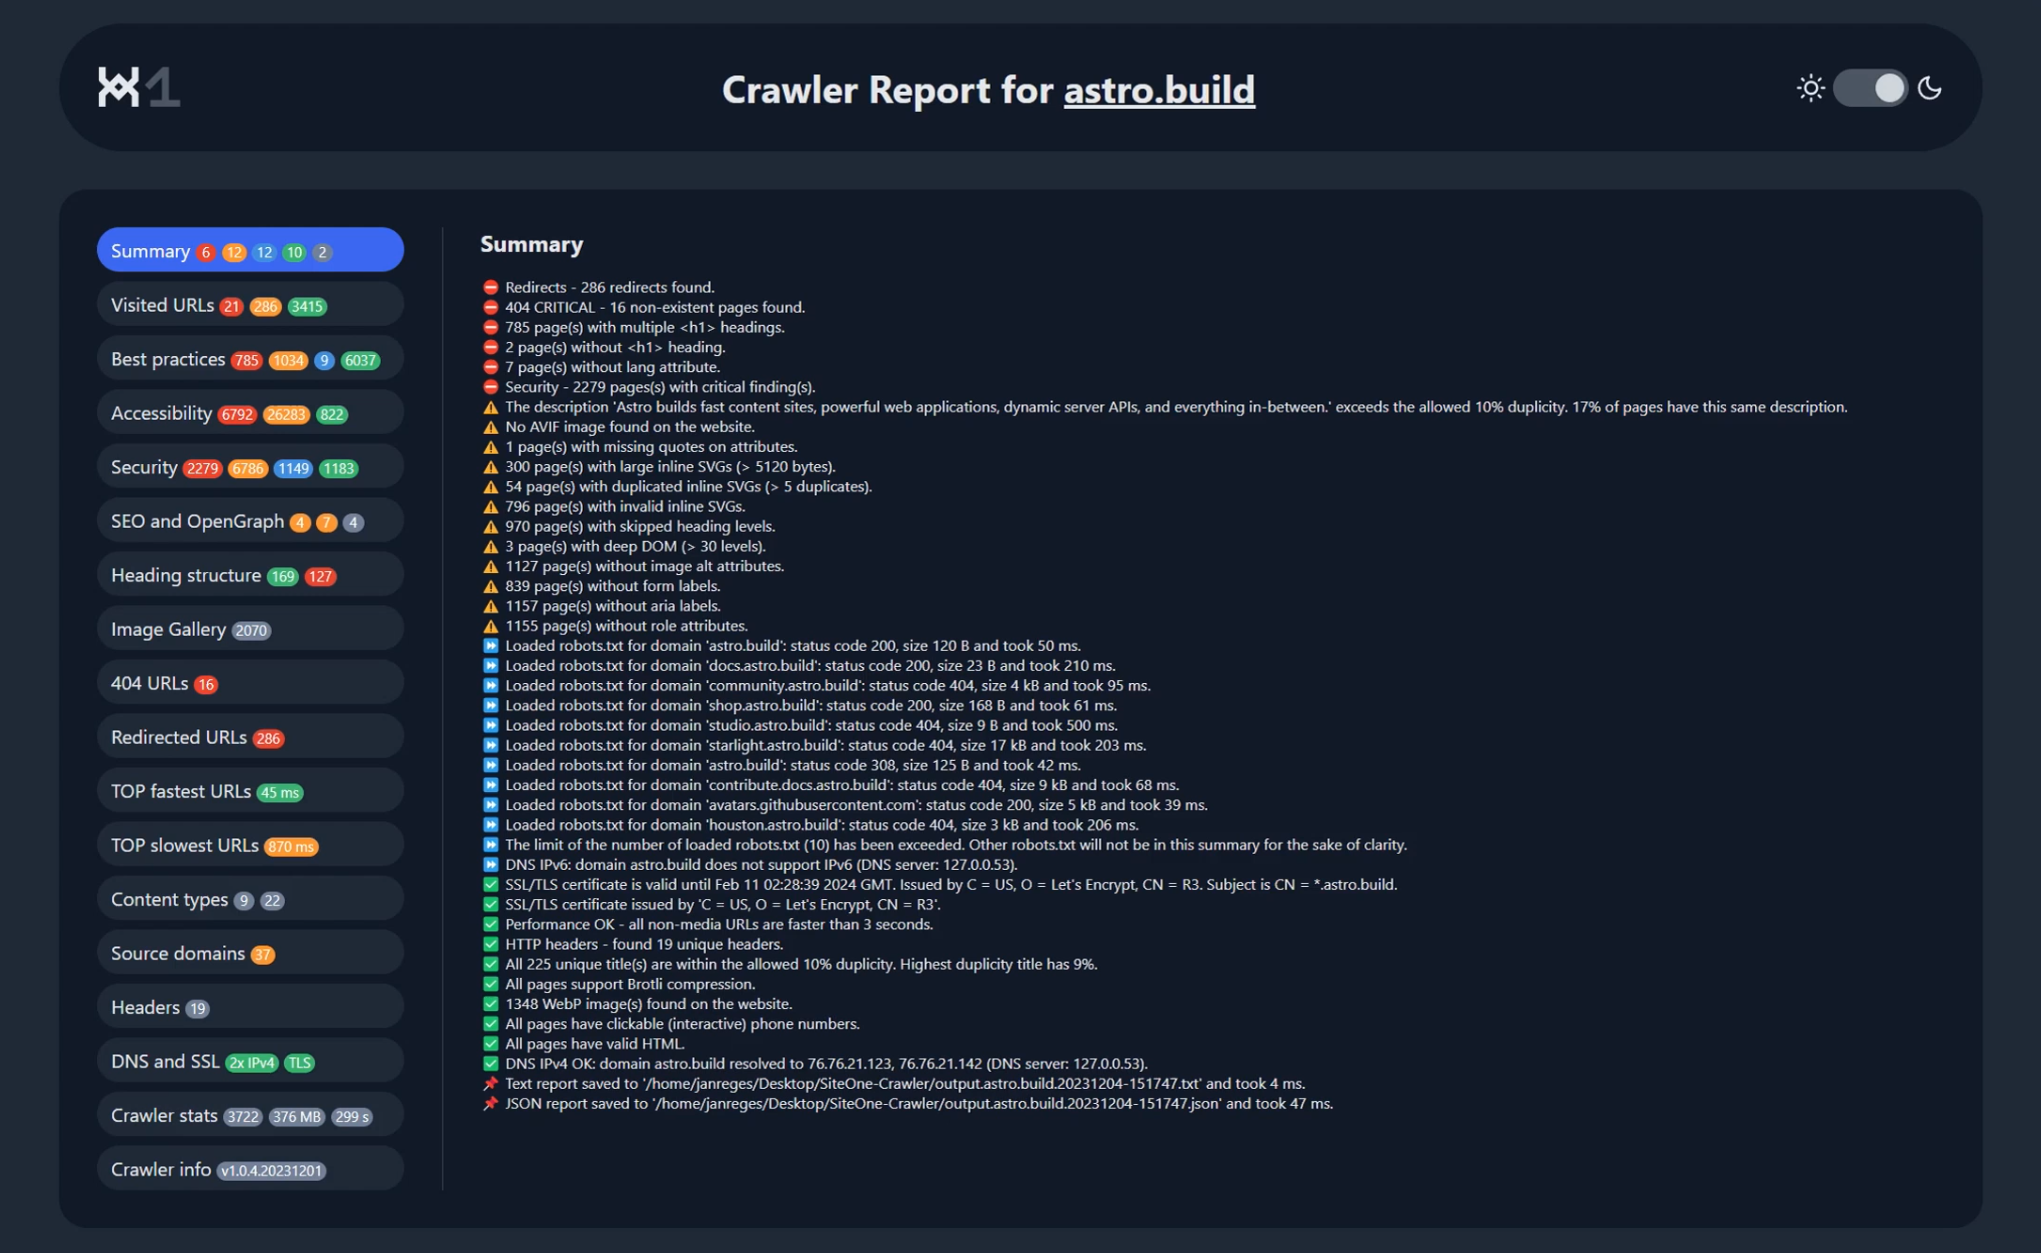 1
Crawler Report for astro.build
Summary 6 12 12 10 2
Visited URLs 21 286 3415
Best practices 785 1034 9 6037
Accessibility 6792 26283 822
Security 2279 6786 1149 1183
SEO and OpenGraph 4 7 4
Heading structure 169 127
Image Gallery 2070
404 URLs 16
Redirected URLs 286
TOP fastest URLs 45 ms
TOP slowest URLs 870 ms
Content types 9 22
Source domains 37
Headers 19
DNS and SSL 2x IPv4 TLS
Crawler stats 3722 376 MB 299 s
Crawler info v1.0.4.20231201
Summary
Redirects - 286 redirects found.
404 CRITICAL - 16 non-existent pages found.
785 page(s) with multiple <h1> headings.
2 page(s) without <h1> heading.
7 page(s) without lang attribute.
Security - 2279 pages(s) with critical finding(s).
The description 'Astro builds fast content sites, powerful web applications, dynamic server APIs, and everything in-between.' exceeds the allowed 10% duplicity. 17% of pages have this same description.
No AVIF image found on the website.
1 page(s) with missing quotes on attributes.
300 page(s) with large inline SVGs (> 5120 bytes).
54 page(s) with duplicated inline SVGs (> 5 duplicates).
796 page(s) with invalid inline SVGs.
970 page(s) with skipped heading levels.
3 page(s) with deep DOM (> 30 levels).
1127 page(s) without image alt attributes.
839 page(s) without form labels.
1157 page(s) without aria labels.
1155 page(s) without role attributes.
Loaded robots.txt for domain 'astro.build': status code 200, size 120 B and took 50 ms.
Loaded robots.txt for domain 'docs.astro.build': status code 200, size 23 B and took 210 ms.
Loaded robots.txt for domain 'community.astro.build': status code 404, size 4 kB and took 95 ms.
Loaded robots.txt for domain 'shop.astro.build': status code 200, size 168 B and took 61 ms.
Loaded robots.txt for domain 'studio.astro.build': status code 404, size 9 B and took 500 ms.
Loaded robots.txt for domain 'starlight.astro.build': status code 404, size 17 kB and took 203 ms.
Loaded robots.txt for domain 'astro.build': status code 308, size 125 B and took 42 ms.
Loaded robots.txt for domain 'contribute.docs.astro.build': status code 404, size 9 kB and took 68 ms.
Loaded robots.txt for domain 'avatars.githubusercontent.com': status code 200, size 5 kB and took 39 ms.
Loaded robots.txt for domain 'houston.astro.build': status code 404, size 3 kB and took 206 ms.
The limit of the number of loaded robots.txt (10) has been exceeded. Other robots.txt will not be in this summary for the sake of clarity.
DNS IPv6: domain astro.build does not support IPv6 (DNS server: 127.0.0.53).
SSL/TLS certificate is valid until Feb 11 02:28:39 2024 GMT. Issued by C = US, O = Let's Encrypt, CN = R3. Subject is CN = *.astro.build.
SSL/TLS certificate issued by 'C = US, O = Let's Encrypt, CN = R3'.
Performance OK - all non-media URLs are faster than 3 seconds.
HTTP headers - found 19 unique headers.
All 225 unique title(s) are within the allowed 10% duplicity. Highest duplicity title has 9%.
All pages support Brotli compression.
1348 WebP image(s) found on the website.
All pages have clickable (interactive) phone numbers.
All pages have valid HTML.
DNS IPv4 OK: domain astro.build resolved to 76.76.21.123, 76.76.21.142 (DNS server: 127.0.0.53).
Text report saved to '/home/janreges/Desktop/SiteOne-Crawler/output.astro.build.20231204-151747.txt' and took 4 ms.
JSON report saved to '/home/janreges/Desktop/SiteOne-Crawler/output.astro.build.20231204-151747.json' and took 47 ms.